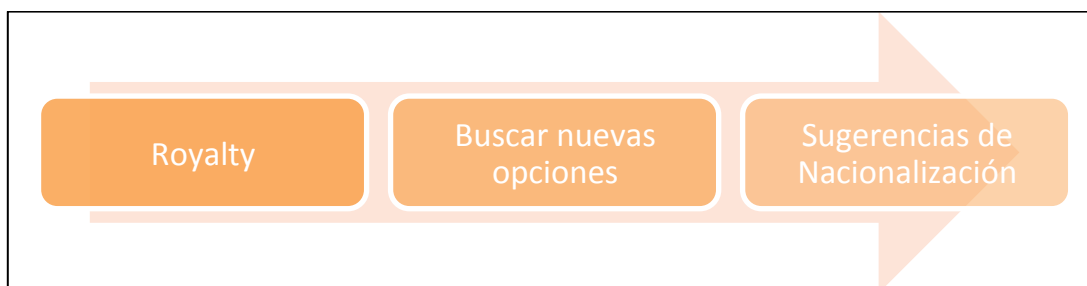 Royalty
Buscar nuevas
opciones
Sugerencias de
Nacionalización